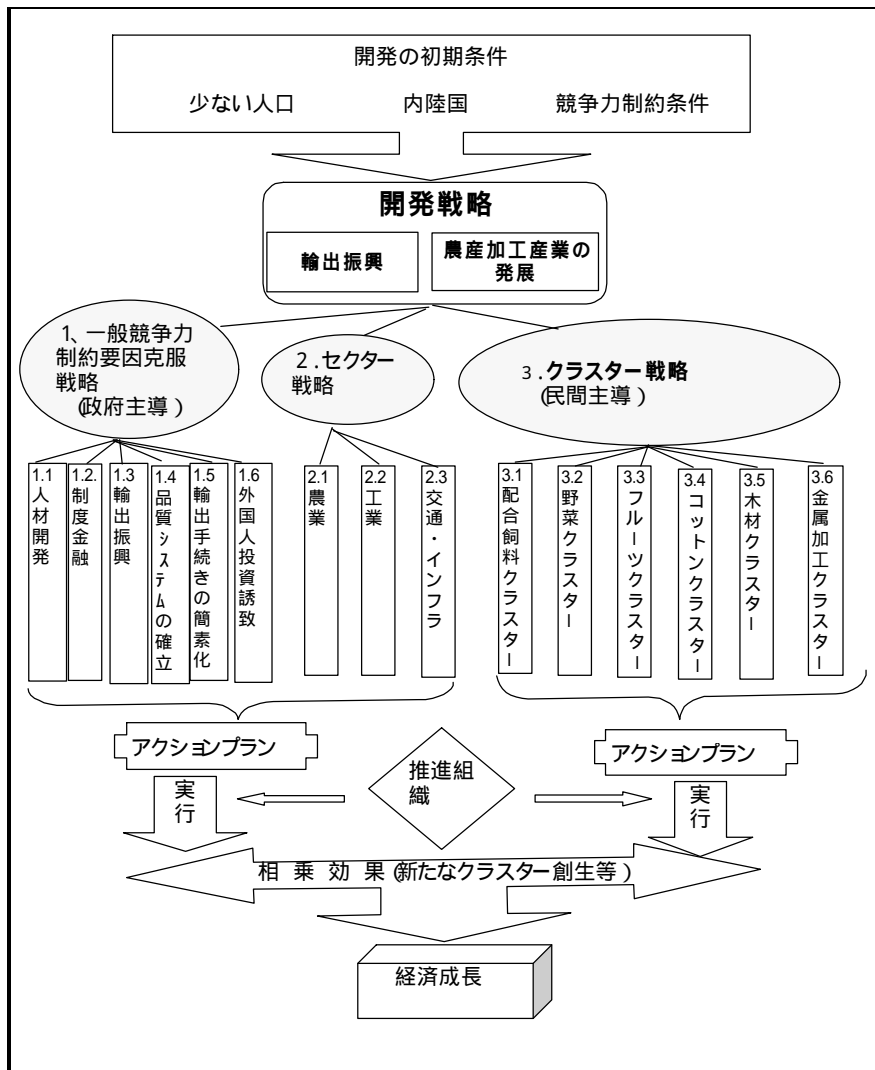 開発の初期条件
少ない人口 内陸国 競争力制約条件
開発戦略
輸出振興
農産加工産業の
発展
1、一般競争力
制約要因克服
戦略
(政府主導)
2.セクター
戦略
3.クラスター戦略
(民間主導)
1.1 人材開発
1.2. 制度金融
1.3 輸出振興
1.4 品質システムの確立
1.5 輸出手続きの簡素化
1.6 外国人投資誘致
2.1 農業
2.2 工業
2.3 交通・インフラ
3.1 配合飼料クラスター
3.2 野菜クラスター
3.3 フルーツクラスター
3.4 コットンクラスター
3.5 木材クラスター
3.6 金属加工クラスター
アクションプラン
アクションプラン
実行
推進組
織
実行
相 乗 効 果 (新たなクラスター創生等)
経済成長